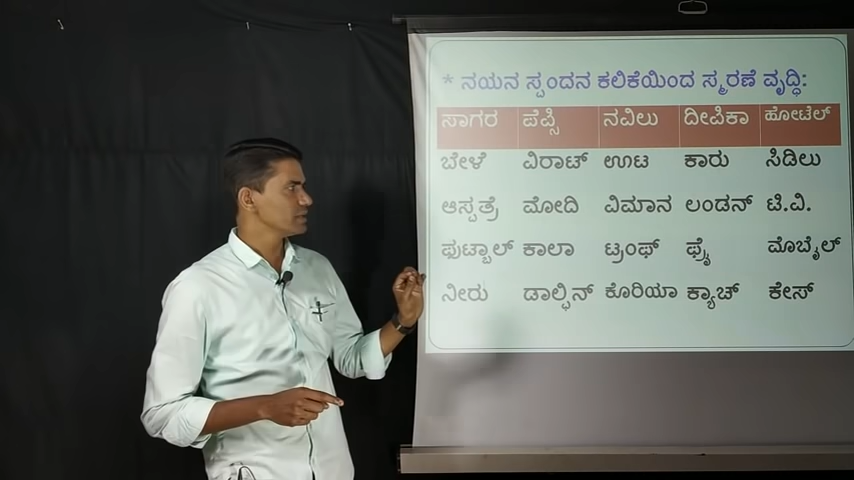 * ನಯನ ಸ್ಪಂದನ ಕಲಿಕೆಯಿಂದ ಸ್ಮರಣೆ ವೃದ್ಧಿ:
ಸಾಗರ ಪೆಪ್ಸಿ ನವಿಲು ದೀಪಿಕಾ ಹೋಟೆಲ್
ಬೇಳೆ ವಿರಾಟ್ ಊಟ ಕಾರು ಸಿಡಿಲು
ಆಸ್ಪತ್ರೆ ಮೋದಿ ವಿಮಾನ ಲಂಡನ್ ಟಿ.ವಿ.
ಫುಟ್ಬಾಲ್ ಕಾಲಾ ಟ್ರಂಫ್ ಫ್ರೈ ಮೊಬೈಲ್
ನೀರು ಡಾಲ್ಫಿನ್ ಕೊರಿಯಾ ಕ್ಯಾಚ್ ಕೇಸ್